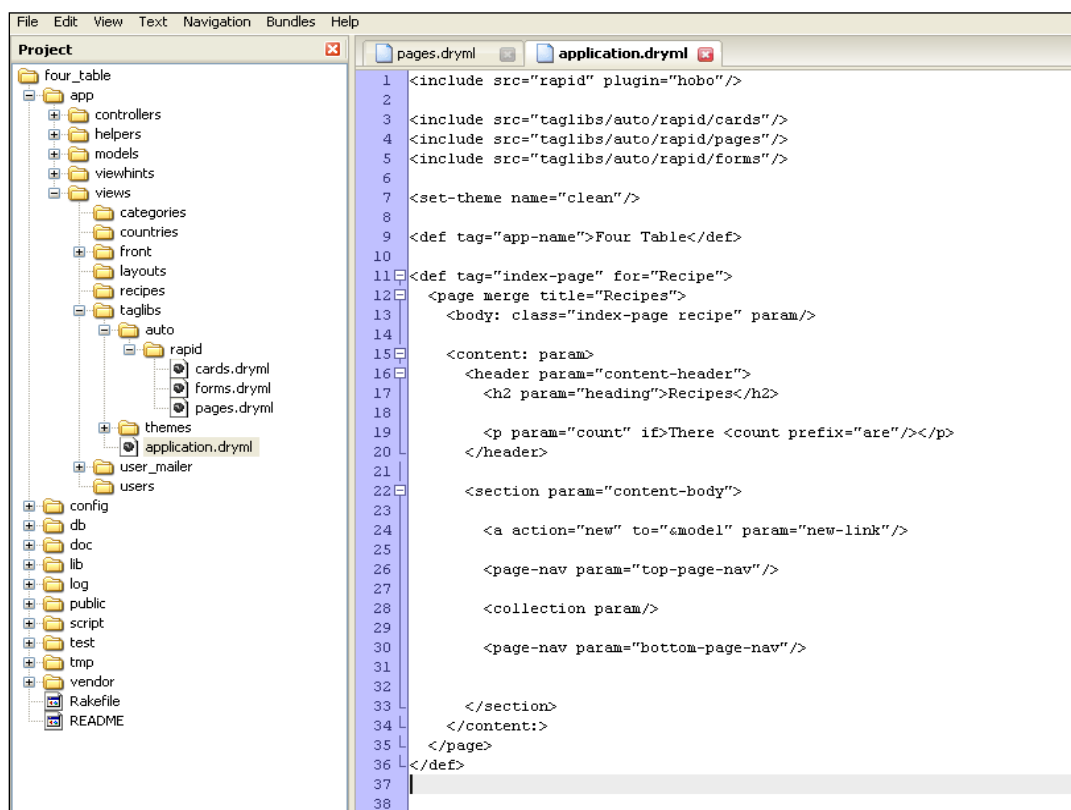 File Edit View Text Navigation Bundles Help
Project
four_table
app
controllers
helpers
models
viewhints
views
categories
countries
front
layouts
recipes
taglibs
auto
rapid
cards.dryml
forms.dryml
pages.dryml
themes
application.dryml
user_mailer
users
config
db
doc
lib
log
public
script
test
tmp
vendor
Rakefile
README
pages.dryml application.dryml
1 <include src="rapid" plugin="hobo"/>
2
3 <include src="taglibs/auto/rapid/cards"/>
4 <include src="taglibs/auto/rapid/pages"/>
5 <include src="taglibs/auto/rapid/forms"/>
6
7 <set-theme name="clean"/>
8
9 <def tag="app-name">Four Table</def>
10
11 <def tag="index-page" for="Recipe">
12 <page merge title="Recipes">
13 <body: class="index-page recipe" param/>
14
15 <content: param>
16 <header param="content-header">
17 <h2 param="heading">Recipes</h2>
18
19 <p param="count" if>There <count prefix="are"/></p>
20 </header>
21
22 <section param="content-body">
23
24 <a action="new" to="&model" param="new-link"/>
25
26 <page-nav param="top-page-nav"/>
27
28 <collection param/>
29
30 <page-nav param="bottom-page-nav"/>
31
32
33 </section>
34 </content:>
35 </page>
36 </def>
37
38